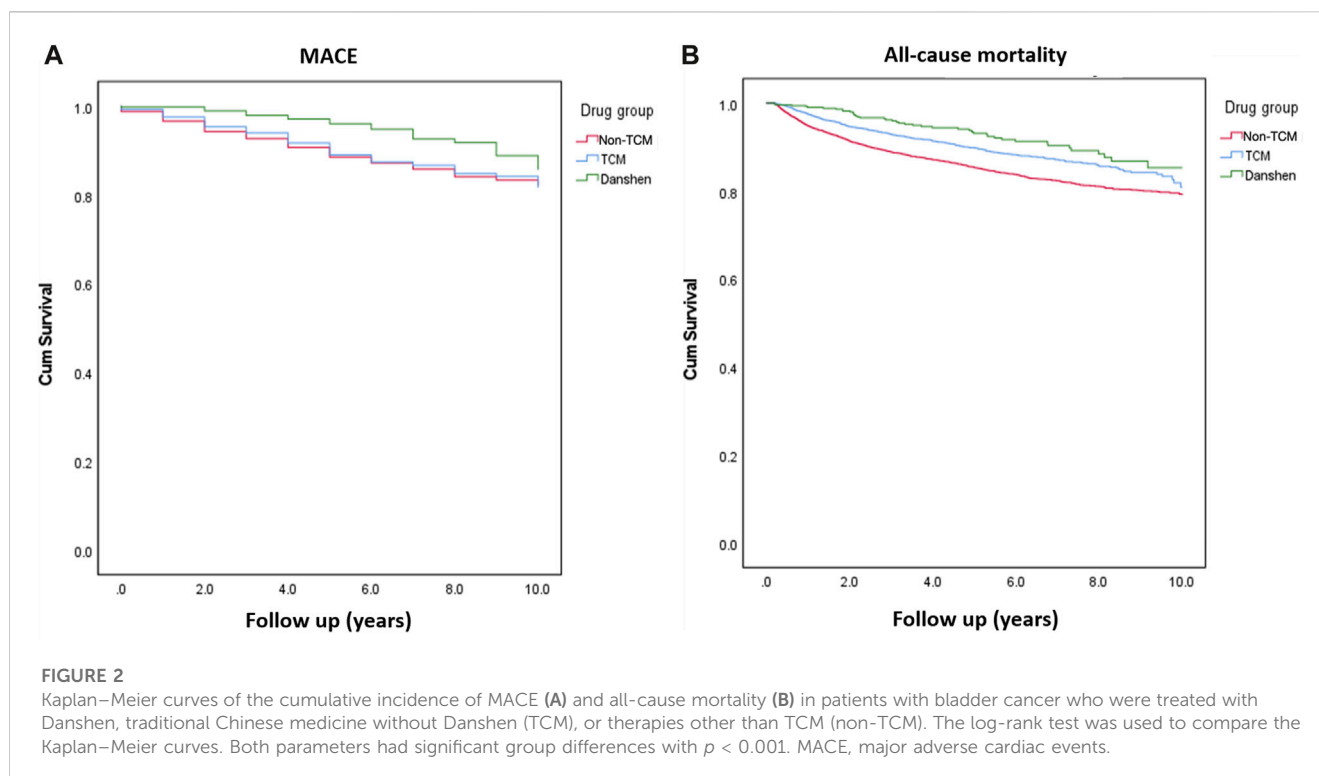 A
MACE
1.0
0.8
0.6
0.4
0.2
0.0
Cum Survival
.0 2.0 4.0 6.0 8.0 10.0
Follow up (years)
Drug group
Non-TCM
TCM
Danshen
B
All-cause mortality
1.0
0.8
0.6
0.4
0.2
0.0
Cum Survival
.0 2.0 4.0 6.0 8.0 10.0
Follow up (years)
Drug group
Non-TCM
TCM
Danshen
FIGURE 2
Kaplan–Meier curves of the cumulative incidence of MACE (A) and all-cause mortality (B) in patients with bladder cancer who were treated with
Danshen, traditional Chinese medicine without Danshen (TCM), or therapies other than TCM (non-TCM). The log-rank test was used to compare the
Kaplan–Meier curves. Both parameters had significant group differences with p < 0.001. MACE, major adverse cardiac events.